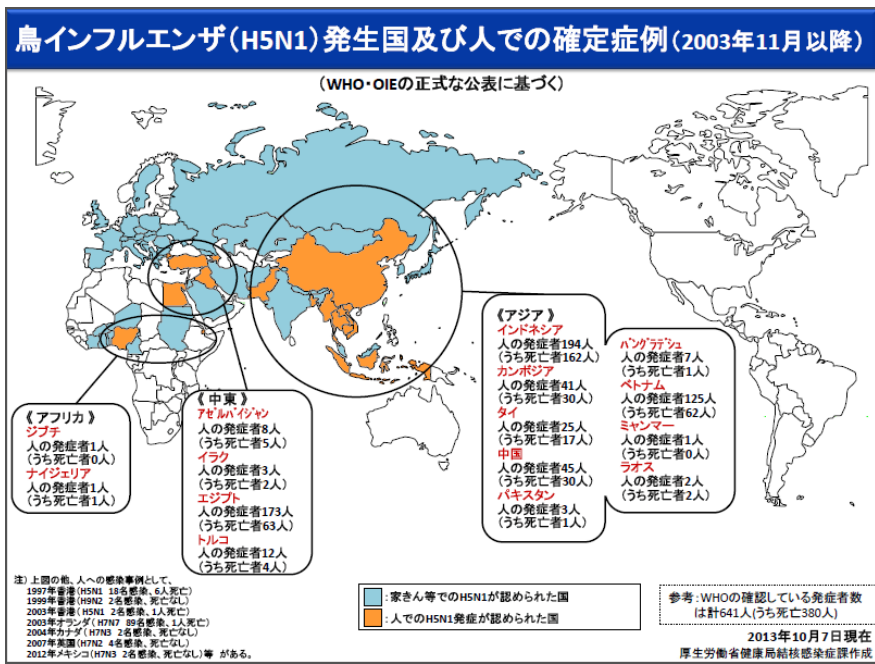 鳥インフルエンザ(H5N1)発生国及び人での確定症例(2003年11月以降)
(WHO・OIEの正式な公表に基づく)
《アフリカ》
ジブチ
人の発症者1人
(うち死亡者0人)
ナイジェリア
人の発症者1人
(うち死亡者1人)
《中東》
アゼルバイジャン
人の発症者8人
(うち死亡者5人)
イラク
人の発症者3人
(うち死亡者2人)
エジプト
人の発症者173人
(うち死亡者63人)
トルコ
人の発症者12人
(うち死亡者4人)
《アジア》
インドネシア
人の発症者194人
(うち死亡者162人)
カンボジア
人の発症者41人
(うち死亡者30人)
タイ
人の発症者25人
(うち死亡者17人)
中国
人の発症者45人
(うち死亡者30人)
パキスタン
人の発症者3人
(うち死亡者1人)
バングラデシュ
人の発症者7人
(うち死亡者1人)
ベトナム
人の発症者125人
(うち死亡者62人)
ミャンマー
人の発症者1人
(うち死亡者0人)
ラオス
人の発症者2人
(うち死亡者2人)
注)上図の他、人への感染事例として、
1997年香港(H5N1 18名感染、6人死亡)
1999年香港(H9N2 2名感染、死亡なし)
2003年香港(H5N1 2名感染、1人死亡)
2003年オランダ(H7N7 89名感染、1人死亡)
2004年カナダ(H7N3 2名感染、死亡なし)
2007年英国(H7N2 4名感染、死亡なし)
2012年メキシコ(H7N3 2名感染、死亡なし)等 がある。
:家きん等でのH5N1が認められた国
:人でのH5N1発症が認められた国
参考:WHOの確認している発症者数
は計641人(うち死亡380人)
2013年10月7日現在
厚生労働省健康局結核感染症課作成